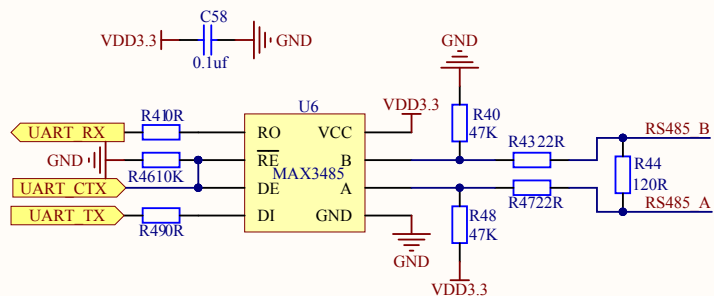 C58
VDD3.3
GND
0.1uf
GND
U6
VDD3.3
R40
47K
R410R
UART_RX
RO
VCC
R4322R
RS485_B
GND
RE
B
R44
120R
R4610K
MAX3485
UART_CTX
DE
A
R4722R
RS485_A
UART_TX
DI
GND
R48
47K
R490R
GND
VDD3.3